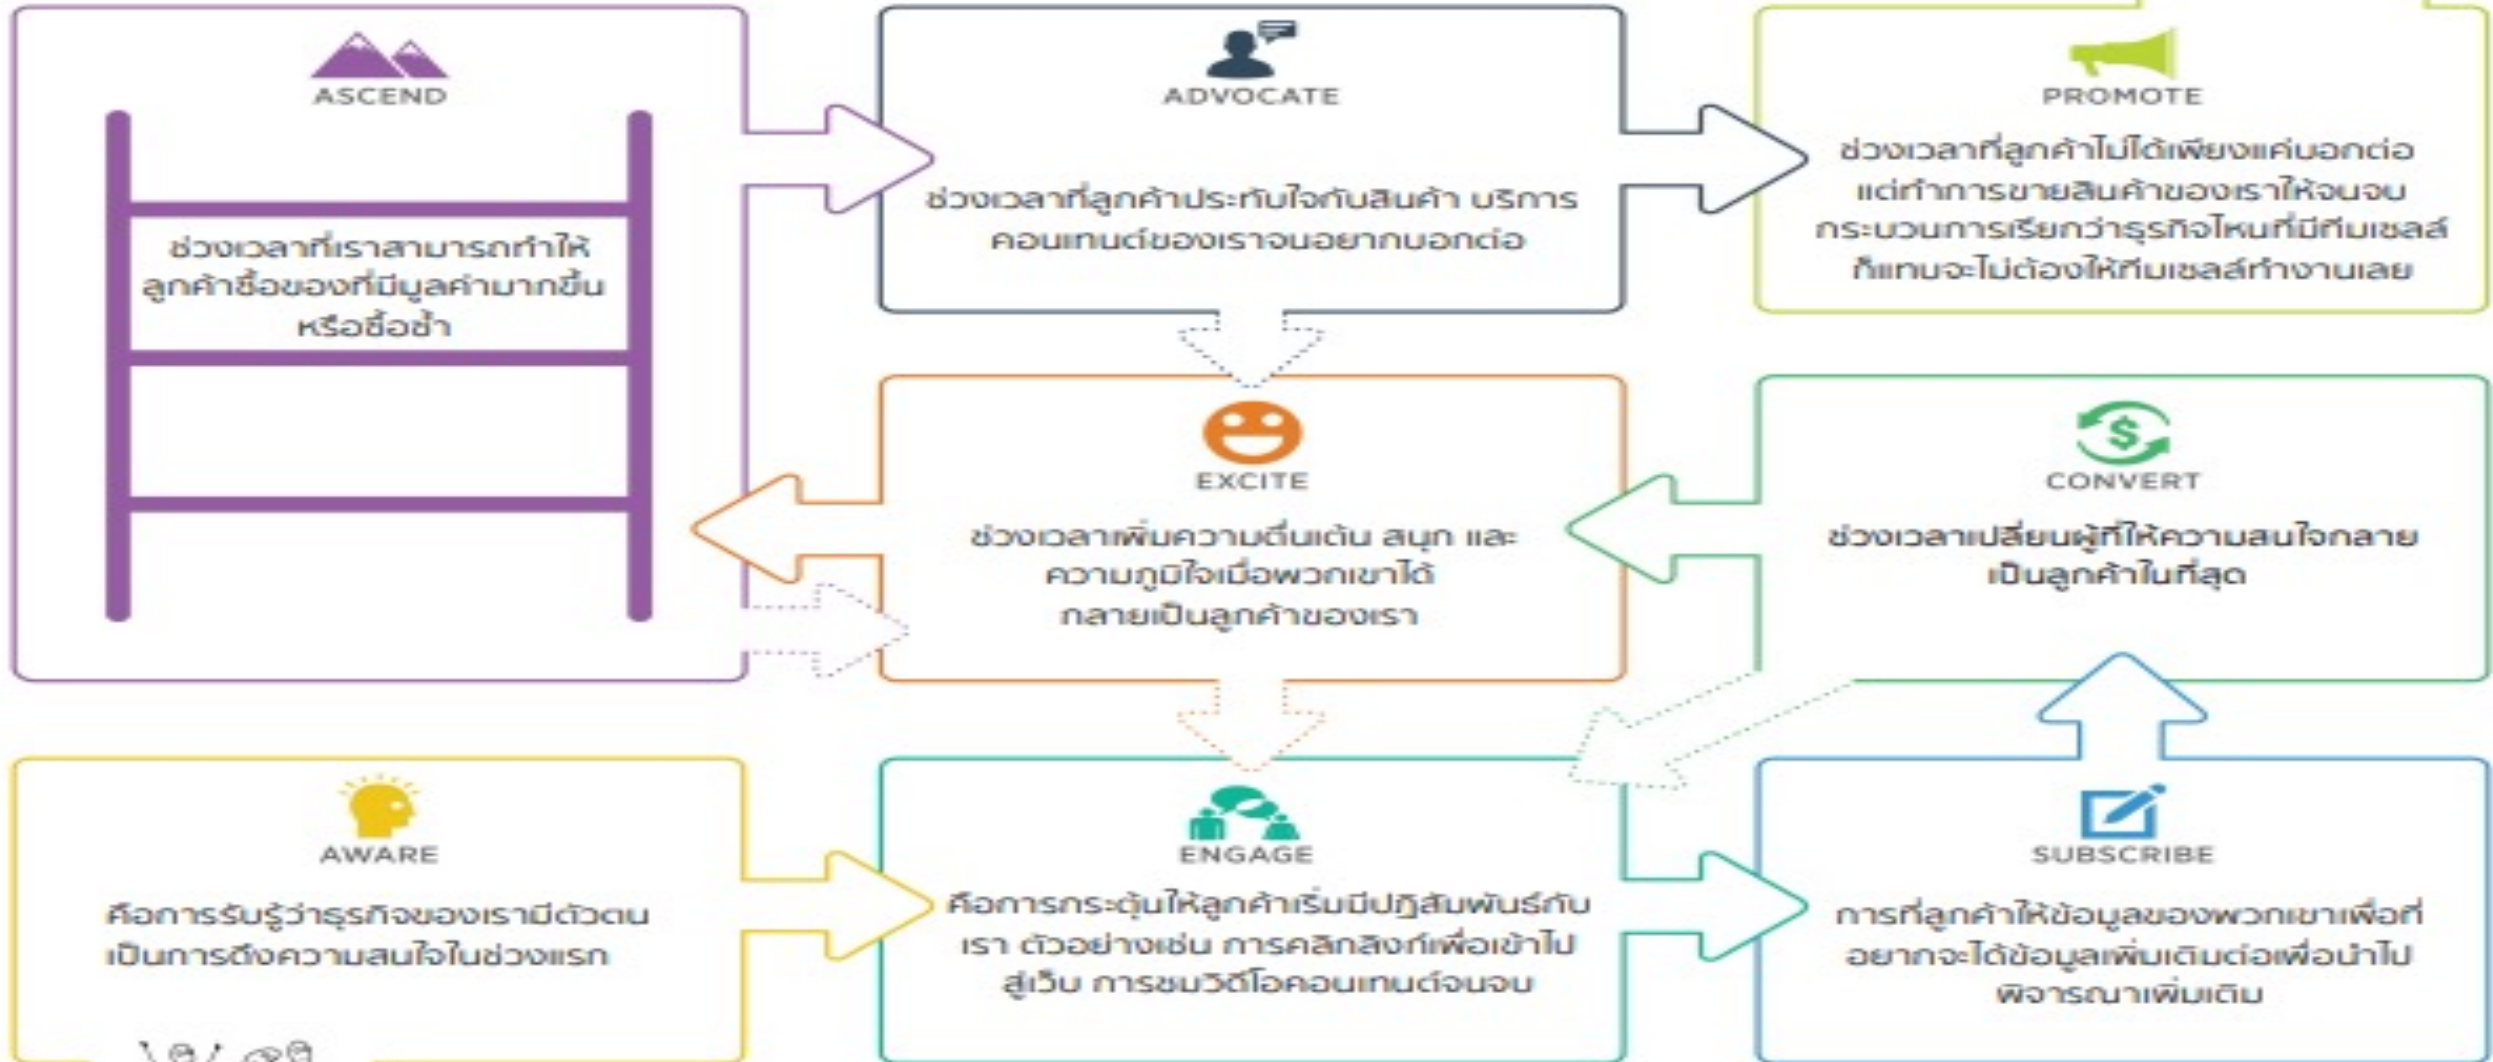 ASCEND
ช่วงเวลาที่เราสามารถทำให้
ลูกค้าซื้อของที่มีมูลค่ามากขึ้น
หรือซื้อซ้ำ
ADVOCATE
ช่วงเวลาที่ลูกค้าประทับใจกับสินค้า บริการ
คอนเทนต์ของเราจนอยากบอกต่อ
PROMOTE
ช่วงเวลาที่ลูกค้าไม่ได้เพียงแค่บอกต่อ
แต่ทำการขายสินค้าของเราให้จนจบ
กระบวนการเรียกว่าธุรกิจไหนที่มีทีมเซลล์
ก็แทบจะไม่ต้องให้ทีมเซลล์ทำงานเลย
EXCITE
ช่วงเวลาเพิ่มความตื่นเต้น สนุก และ
ความภูมิใจเมื่อพวกเขาได้
กลายเป็นลูกค้าของเรา
CONVERT
ช่วงเวลาเปลี่ยนผู้ที่ให้ความสนใจกลาย
เป็นลูกค้าในที่สุด
AWARE
คือการรับรู้ว่าธุรกิจของเรามีตัวตน
เป็นการดึงความสนใจในช่วงแรก
ENGAGE
คือการกระตุ้นให้ลูกค้าเริ่มมีปฏิสัมพันธ์กับ
เรา ตัวอย่างเช่น การคลิกลิงก์เพื่อเข้าไป
สู่เว็บ การชมวิดีโอคอนเทนต์จนจบ
SUBSCRIBE
การที่ลูกค้าให้ข้อมูลของพวกเขาเพื่อที่
อยากจะได้ข้อมูลเพิ่มเติมต่อเพื่อนำไป
พิจารณาเพิ่มเติม